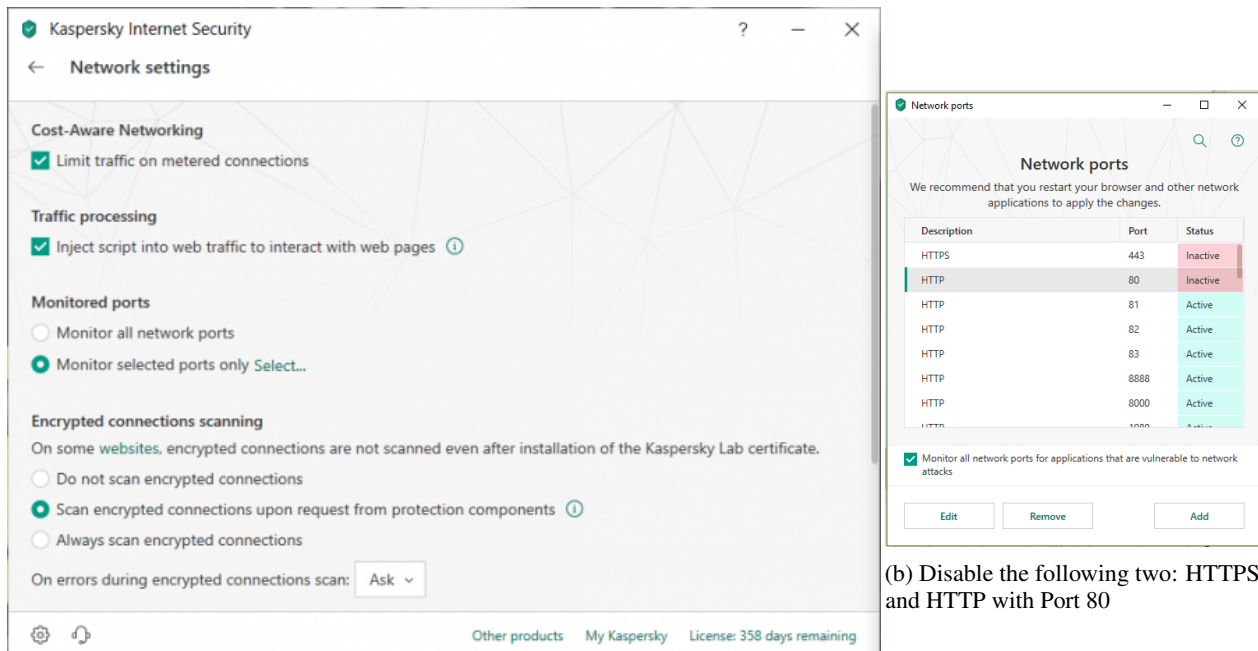 Kaspersky Internet Security
?
Network settings
Cost-Aware Networking
Limit traffic on metered connections
Traffic processing
Inject script into web traffic to interact with web pages
Monitored ports
Monitor all network ports
Monitor selected ports only Select...
Encrypted connections scanning
On some websites, encrypted connections are not scanned even after installation of the Kaspersky Lab certificate.
Do not scan encrypted connections
Scan encrypted connections upon request from protection components
Always scan encrypted connections
On errors during encrypted connections scan: Ask
Other products My Kaspersky License: 358 days remaining
Network ports
Network ports
We recommend that you restart your browser and other network
applications to apply the changes.
Description Port Status
HTTPS 443 Inactive
HTTP 80 Inactive
HTTP 81 Active
HTTP 82 Active
HTTP 83 Active
HTTP 8888 Active
HTTP 8000 Active
Monitor all network ports for applications that are vulnerable to network
attacks
Edit Remove Add
(b) Disable the following two: HTTPS
and HTTP with Port 80